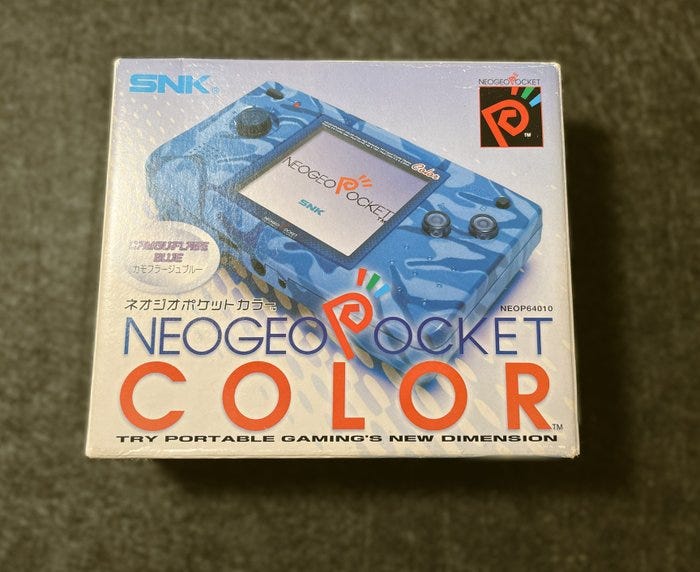 SNK®
NEOGEO POCKET
TM
Color
NEOGEO POCKET
SNK
CAMOUFLAGE
BLUE
カモフラージュブルー
ネオジオポケットカラー
NEOP64010
NEOGEO POCKET
COLOR™
TRY PORTABLE GAMING'S NEW DIMENSION